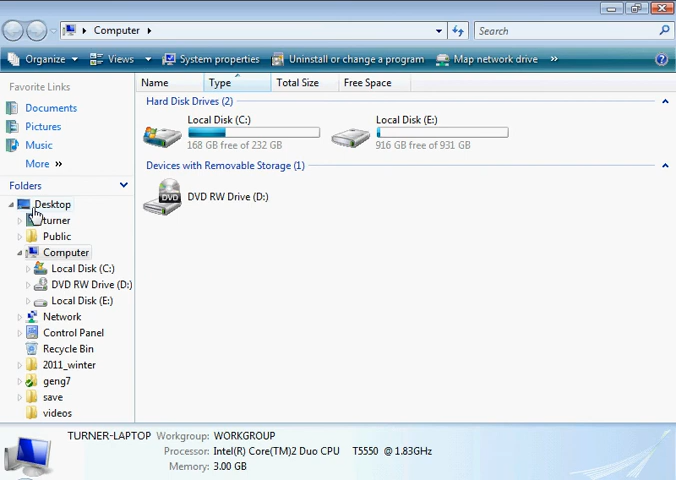 Computer
Search
Organize Views System properties Uninstall or change a program Map network drive »
Favorite Links
Documents
Pictures
Music
More »
Folders
Desktop
turner
Public
Computer
Local Disk (C:)
DVD RW Drive (D:)
Local Disk (E:)
Network
Control Panel
Recycle Bin
2011_winter
geng7
save
videos
Name Type Total Size Free Space
Hard Disk Drives (2)
Local Disk (C:)
168 GB free of 232 GB
Local Disk (E:)
916 GB free of 931 GB
Devices with Removable Storage (1)
DVD
DVD RW Drive (D:)
TURNER-LAPTOP Workgroup: WORKGROUP
Processor: Intel(R) Core(TM)2 Duo CPU T5550 @ 1.83GHz
Memory: 3.00 GB